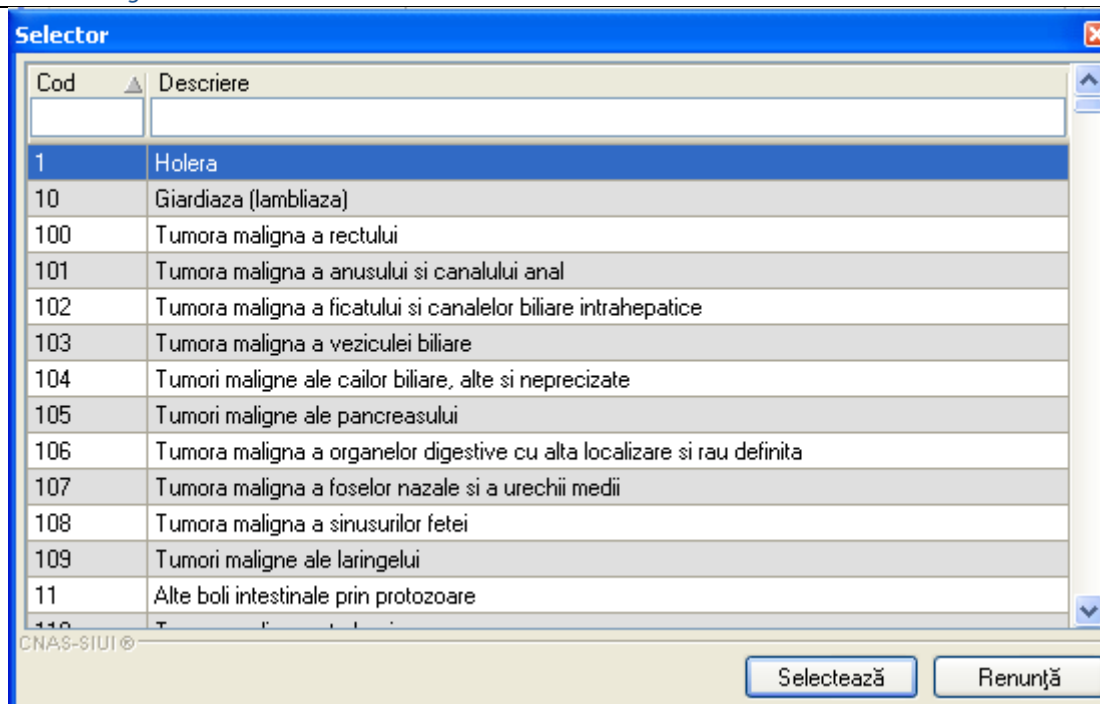 Selector
Cod Descriere
1 Holera
10 Giardiaza (lambliaza)
100 Tumora maligna a rectului
101 Tumora maligna a anusului si canalului anal
102 Tumora maligna a ficatului si canalelor biliare intrahepatice
103 Tumora maligna a veziculei biliare
104 Tumori maligne ale cailor biliare, alte si neprecizate
105 Tumori maligne ale pancreasului
106 Tumora maligna a organelor digestive cu alta localizare si rau definita
107 Tumora maligna a foselor nazale si a urechii medii
108 Tumora maligna a sinusurilor fetei
109 Tumori maligne ale laringelui
11 Alte boli intestinale prin protozoare
CNAS-SIUI®
Selectează Renunţă